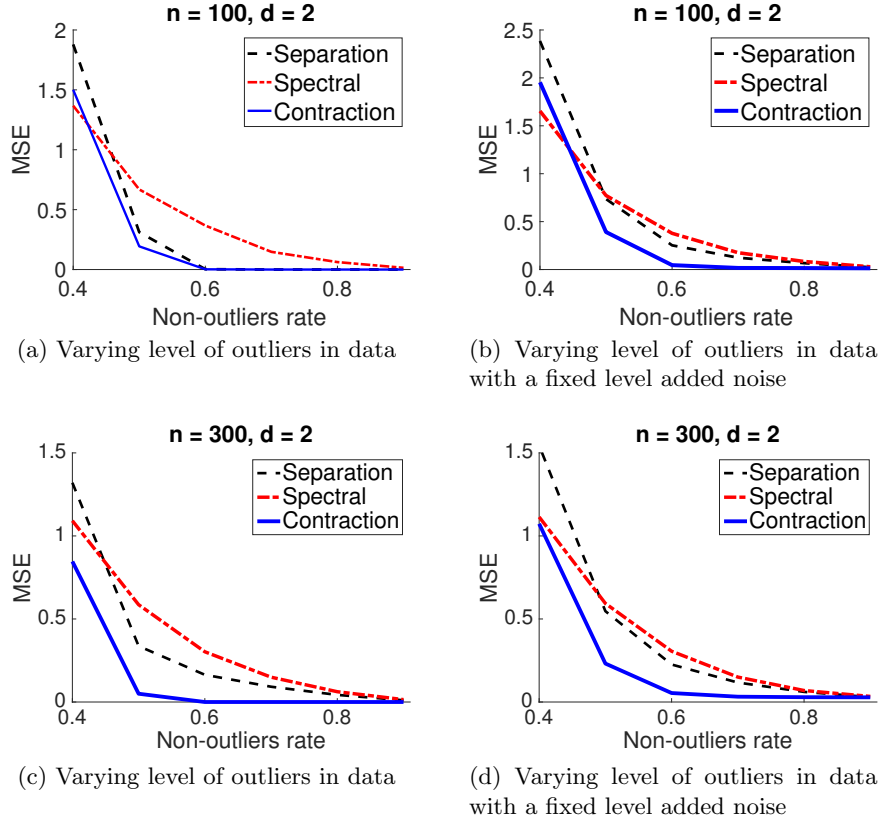 n = 100, d = 2
2
1.5
1
0.5
0
MSE
Separation
Spectral
Contraction
0.4
0.6
0.8
Non-outliers rate
(a) Varying level of outliers in data
n = 100, d = 2
2.5
2
1.5
1
0.5
0
MSE
Separation
Spectral
Contraction
0.4
0.6
0.8
Non-outliers rate
(b) Varying level of outliers in data
with a fixed level added noise
n = 300, d = 2
1.5
1
0.5
0
MSE
Separation
Spectral
Contraction
0.4
0.6
0.8
Non-outliers rate
(c) Varying level of outliers in data
n = 300, d = 2
1.5
1
0.5
0
MSE
Separation
Spectral
Contraction
0.4
0.6
0.8
Non-outliers rate
(d) Varying level of outliers in data
with a fixed level added noise